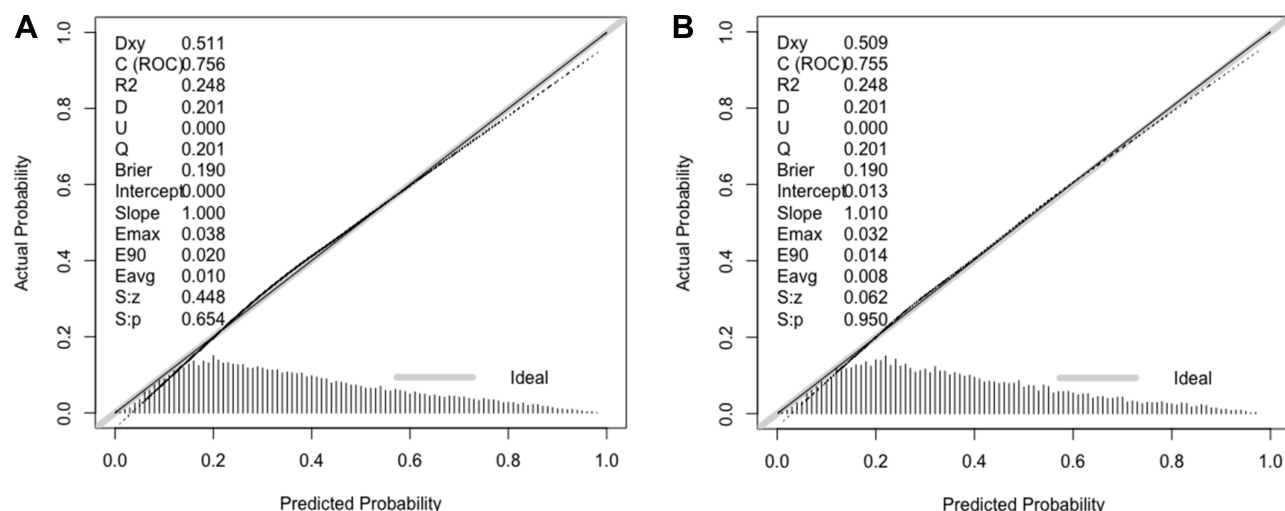 A
Dxy 0.511
C (ROC) 0.756
R2 0.248
D 0.201
U 0.000
Q 0.201
Brier 0.190
Intercept 0.000
Slope 1.000
Emax 0.038
E90 0.020
Eavg 0.010
S:z 0.448
S:p 0.654
Ideal
Actual Probability
0.0 0.2 0.4 0.6 0.8 1.0
0.0 0.2 0.4 0.6 0.8 1.0
Predicted Probability
B
Dxy 0.509
C (ROC) 0.755
R2 0.248
D 0.201
U 0.000
Q 0.201
Brier 0.190
Intercept 0.013
Slope 1.010
Emax 0.032
E90 0.014
Eavg 0.008
S:z 0.062
S:p 0.950
Ideal
Actual Probability
0.0 0.2 0.4 0.6 0.8 1.0
0.0 0.2 0.4 0.6 0.8 1.0
Predicted Probability